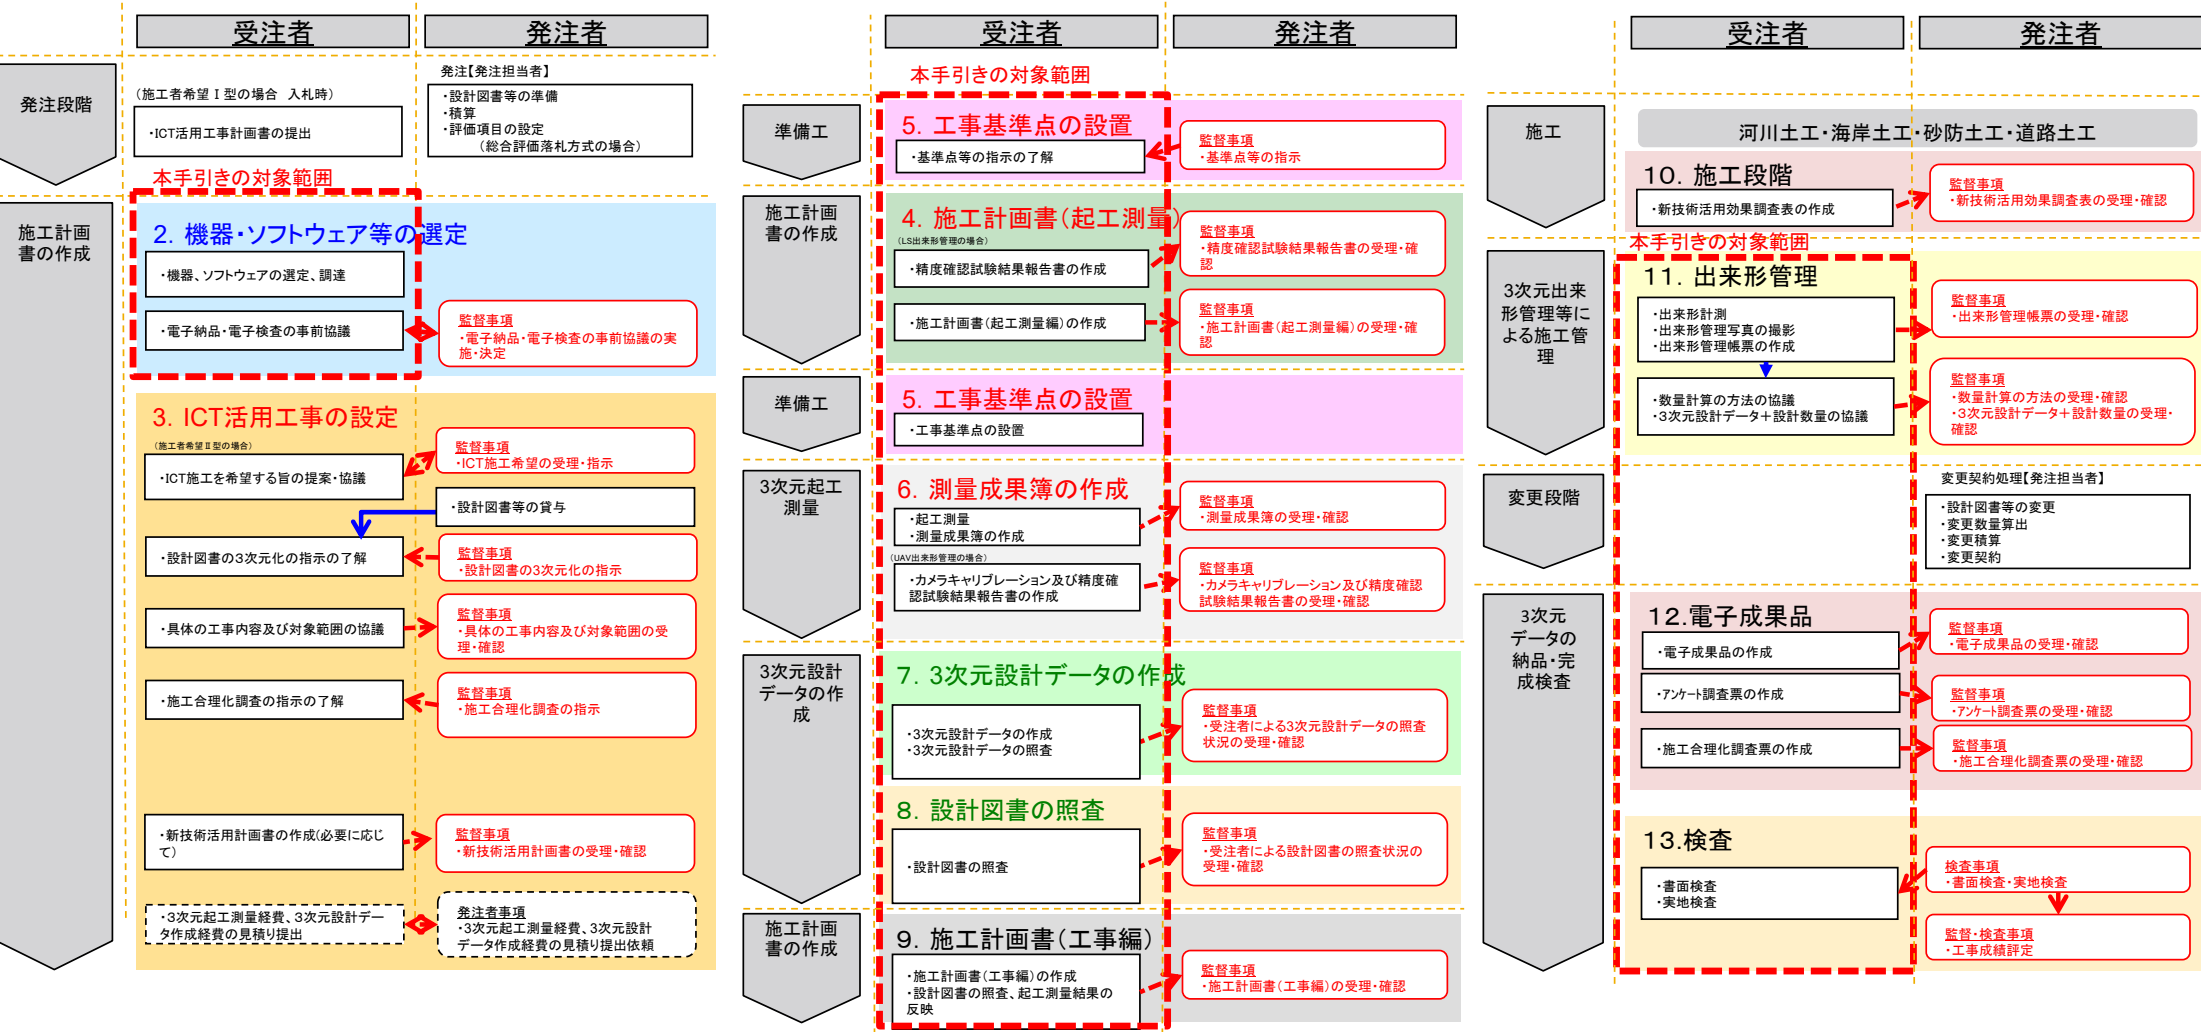 受注者
発注者
発注段階
(施工者希望Ⅰ型の場合 入札時)
・ICT活用工事計画書の提出
発注【発注担当者】
・設計図書等の準備
・積算
・評価項目の設定
(総合評価落札方式の場合)
本手引きの対象範囲
施工計画
書の作成
2. 機器・ソフトウェア等の選定
・機器、ソフトウェアの選定、調達
・電子納品・電子検査の事前協議
監督事項
・電子納品・電子検査の事前協議の実
施・決定
3. ICT活用工事の設定
(施工者希望Ⅱ型の場合)
・ICT施工を希望する旨の提案・協議
監督事項
・ICT施工希望の受理・指示
・設計図書等の貸与
・設計図書の3次元化の指示の了解
監督事項
・設計図書の3次元化の指示
・具体の工事内容及び対象範囲の協議
監督事項
・具体の工事内容及び対象範囲の受
理・確認
・施工合理化調査の指示の了解
監督事項
・施工合理化調査の指示
・新技術活用計画書の作成(必要に応じ
て)
監督事項
・新技術活用計画書の受理・確認
・3次元起工測量経費、3次元設計デー
タ作成経費の見積り提出
発注者事項
・3次元起工測量経費、3次元設計
データ作成経費の見積り提出依頼
受注者
発注者
本手引きの対象範囲
準備工
5. 工事基準点の設置
・基準点等の指示の了解
監督事項
・基準点等の指示
施工計画
書の作成
4. 施工計画書(起工測量)
(LS出来形管理の場合)
・精度確認試験結果報告書の作成
監督事項
・精度確認試験結果報告書の受理・確
認
・施工計画書(起工測量編)の作成
監督事項
・施工計画書(起工測量編)の受理・確
認
準備工
5. 工事基準点の設置
・工事基準点の設置
3次元起工
測量
6. 測量成果簿の作成
・起工測量
・測量成果簿の作成
監督事項
・測量成果簿の受理・確認
(UAV出来形管理の場合)
・カメラキャリブレーション及び精度確
認試験結果報告書の作成
監督事項
・カメラキャリブレーション及び精度確認
試験結果報告書の受理・確認
3次元設計
データの作
成
7. 3次元設計データの作成
・3次元設計データの作成
・3次元設計データの照査
監督事項
・受注者による3次元設計データの照査
状況の受理・確認
8. 設計図書の照査
・設計図書の照査
監督事項
・受注者による設計図書の照査状況の
受理・確認
施工計画
書の作成
9. 施工計画書(工事編)
・施工計画書(工事編)の作成
・設計図書の照査、起工測量結果の
反映
監督事項
・施工計画書(工事編)の受理・確認
受注者
発注者
施工
河川土工・海岸土工・砂防土工・道路土工
10. 施工段階
・新技術活用効果調査表の作成
監督事項
・新技術活用効果調査表の受理・確認
本手引きの対象範囲
3次元出来
形管理等に
よる施工管
理
11. 出来形管理
・出来形計測
・出来形管理写真の撮影
・出来形管理帳票の作成
監督事項
・出来形管理帳票の受理・確認
・数量計算の方法の協議
・3次元設計データ+設計数量の協議
監督事項
・数量計算の方法の受理・確認
・3次元設計データ+設計数量の受理・
確認
変更段階
変更契約処理【発注担当者】
・設計図書等の変更
・変更数量算出
・変更積算
・変更契約
3次元
データの
納品・完
成検査
12.電子成果品
・電子成果品の作成
監督事項
・電子成果品の受理・確認
・アンケート調査票の作成
監督事項
・アンケート調査票の受理・確認
・施工合理化調査票の作成
監督事項
・施工合理化調査票の受理・確認
13.検査
・書面検査
・実地検査
検査事項
・書面検査・実地検査
監督・検査事項
・工事成績評定